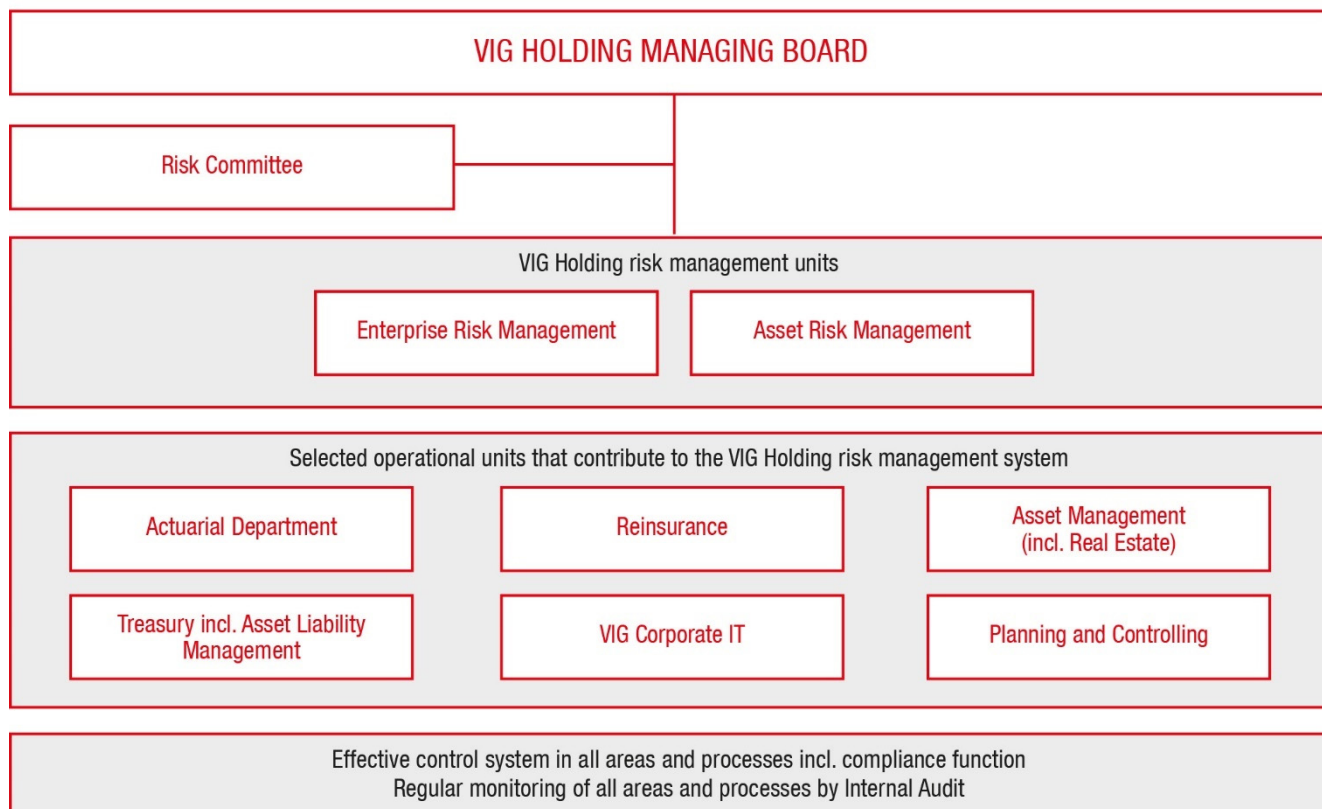 VIG HOLDING MANAGING BOARD
Risk Committee
VIG Holding risk management units
Enterprise Risk Management
Asset Risk Management
Selected operational units that contribute to the VIG Holding risk management system
Actuarial Department
Reinsurance
Asset Management
(incl. Real Estate)
Treasury incl. Asset Liability
Management
VIG Corporate IT
Planning and Controlling
Effective control system in all areas and processes incl. compliance function
Regular monitoring of all areas and processes by Internal Audit